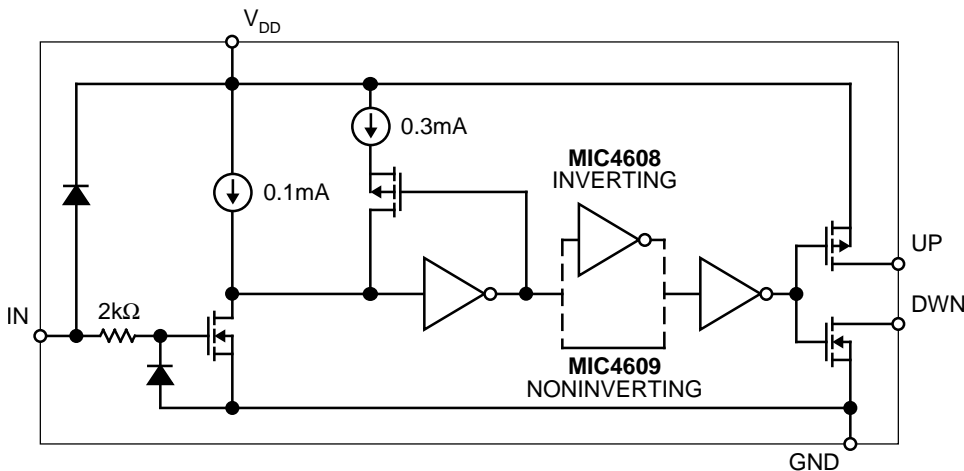 V_DD
0.3mA
MIC4608
INVERTING
0.1mA
UP
DWN
IN
2kΩ
MIC4609
NONINVERTING
GND